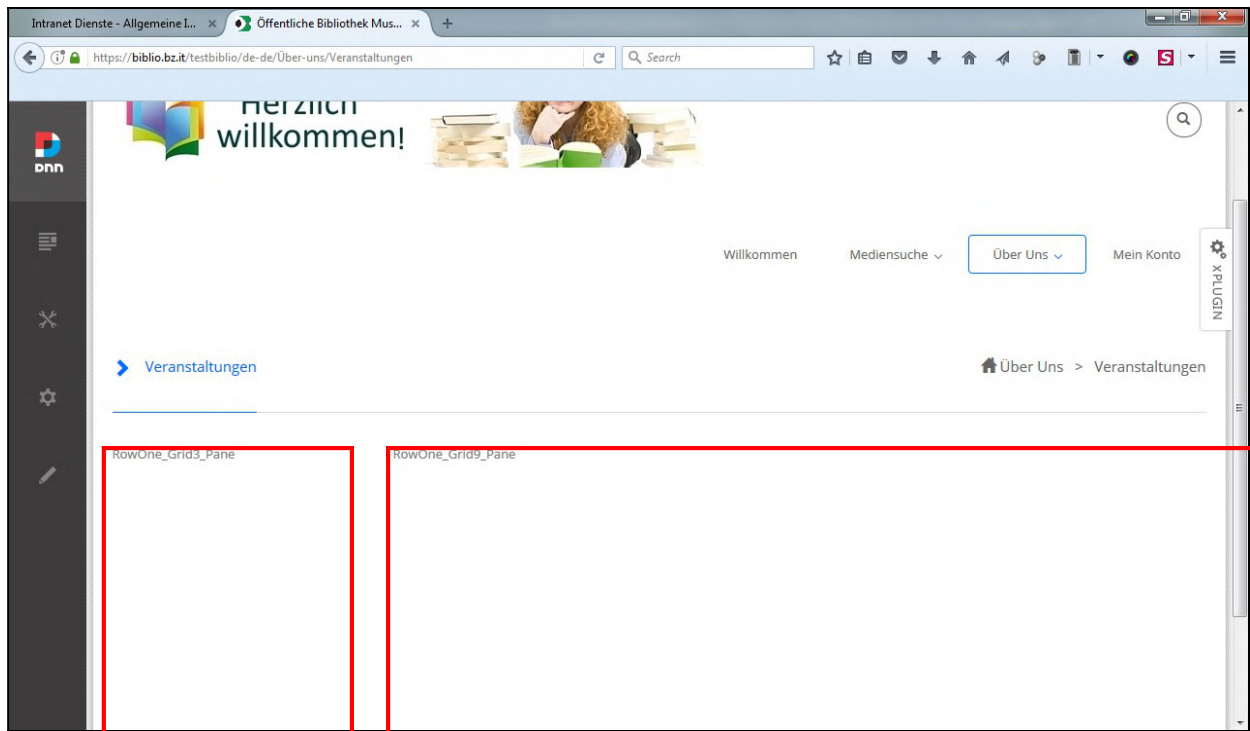 Intranet Dienste - Allgemeine I...
Öffentliche Bibliothek Mus...
https://biblio.bz.it/testbiblio/de-de/Über-uns/Veranstaltungen
Search
S
Herzlich
willkommen!
DNN
Willkommen
Mediensuche
Über Uns
Mein Konto
XPLUGIN
Veranstaltungen
Über Uns > Veranstaltungen
RowOne_Grid3_Pane
RowOne_Grid9_Pane